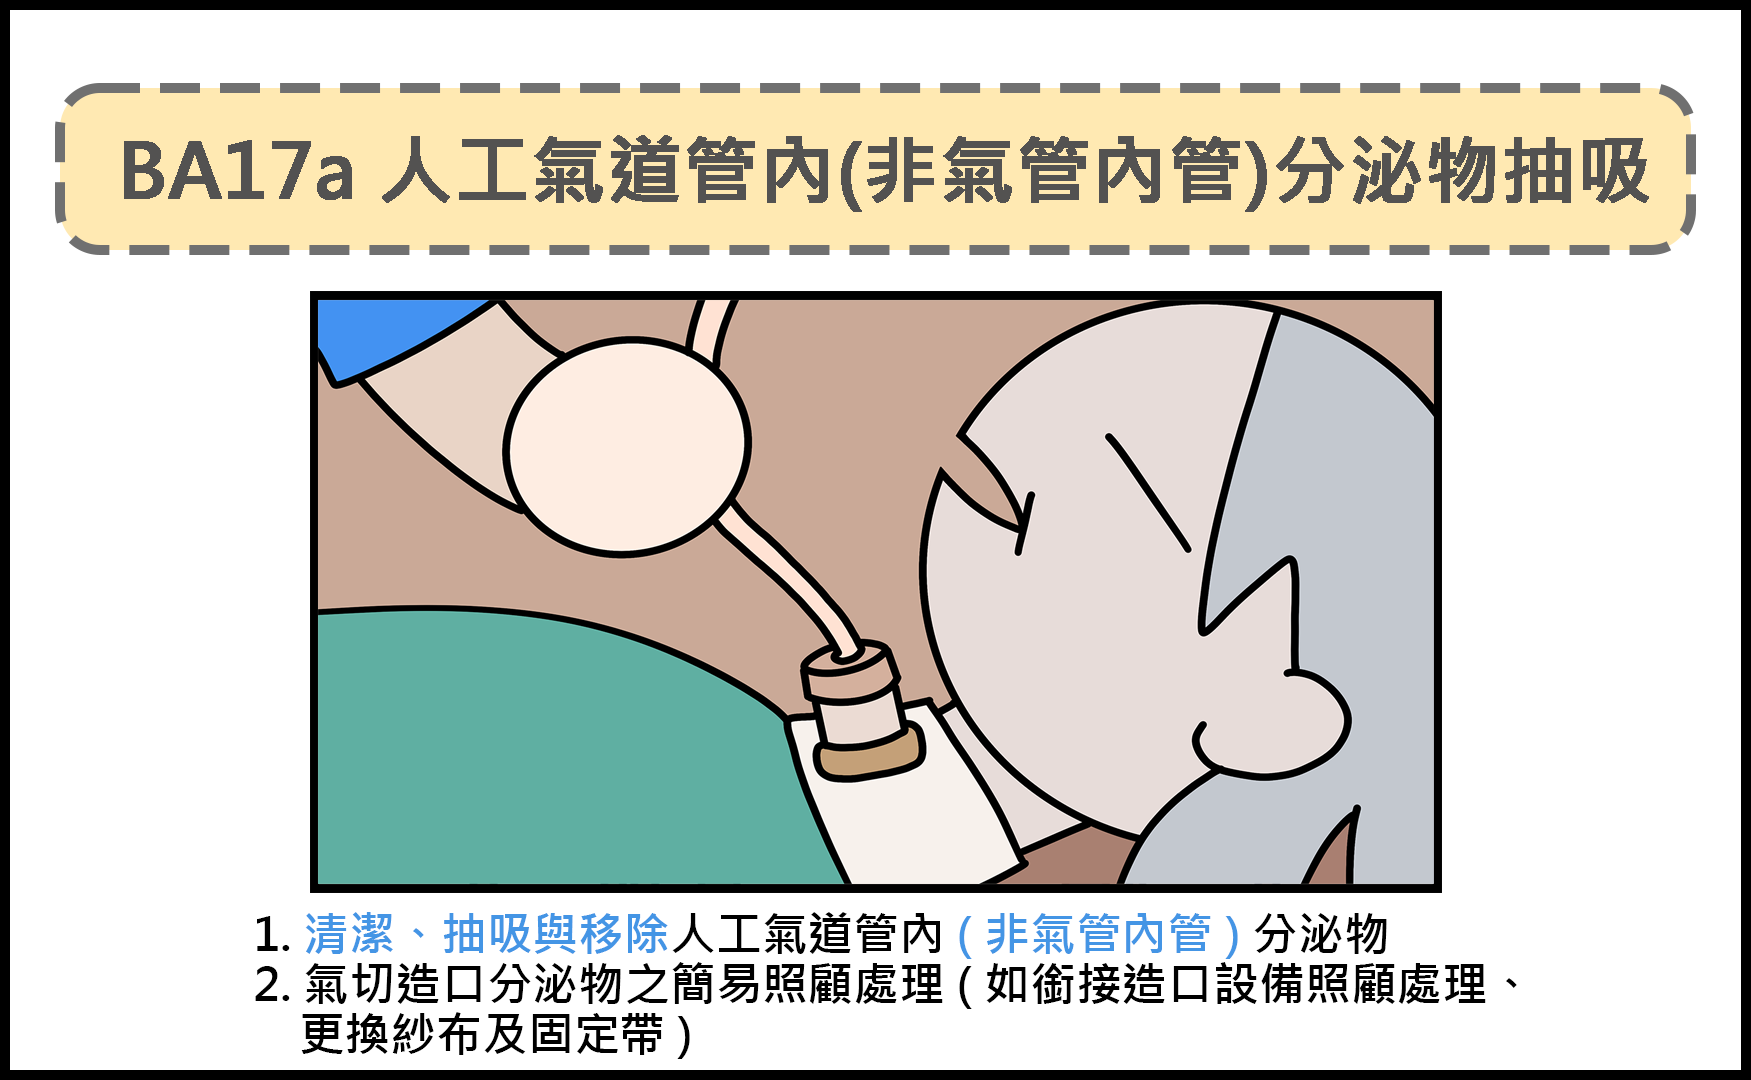 BA17a 人工氣道管內(非氣管內管)分泌物抽吸
1. 清潔、抽吸與移除人工氣道管內(非氣管內管)分泌物
2. 氣切造口分泌物之簡易照顧處理(如銜接造口設備照顧處理、
更換紗布及固定帶)